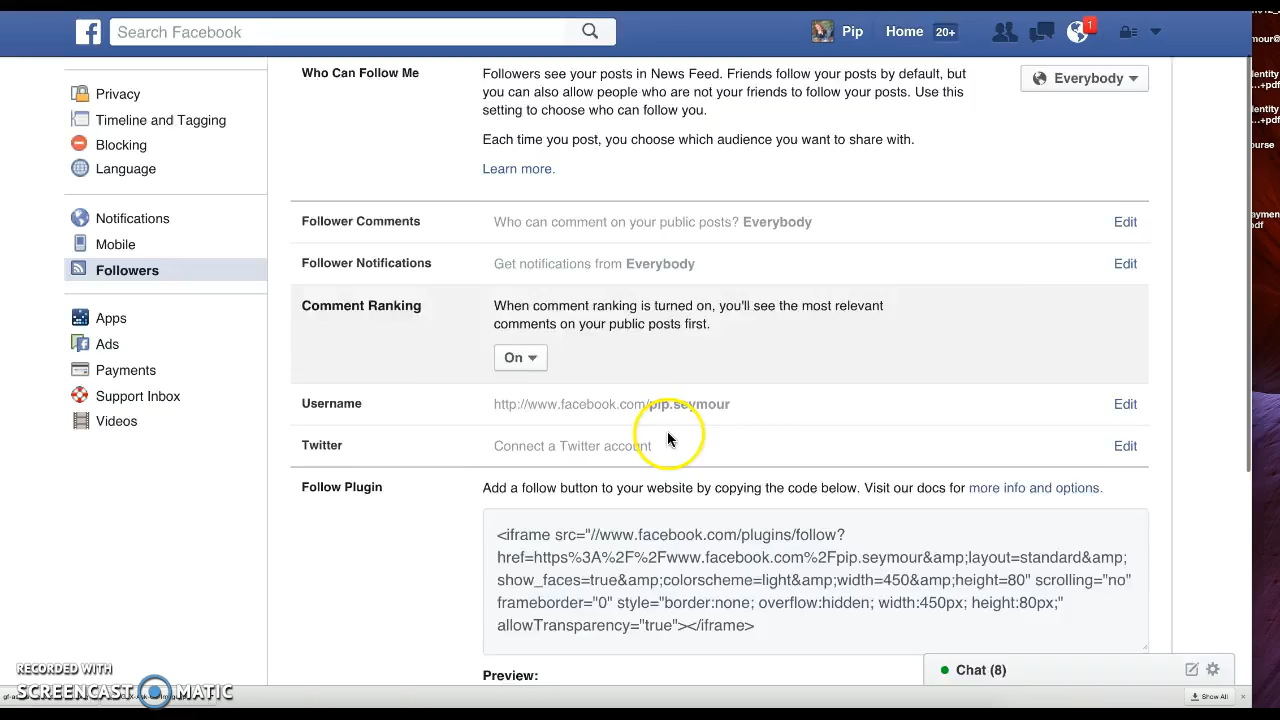 Search Facebook
Pip
Home 20+
1
Privacy
Timeline and Tagging
Blocking
Language
Notifications
Mobile
Followers
Apps
Ads
Payments
Support Inbox
Videos
Who Can Follow Me
Followers see your posts in News Feed. Friends follow your posts by default, but
you can also allow people who are not your friends to follow your posts. Use this
setting to choose who can follow you.
Everybody
Each time you post, you choose which audience you want to share with.
Learn more.
Follower Comments
Who can comment on your public posts? Everybody
Edit
Follower Notifications
Get notifications from Everybody
Edit
Comment Ranking
When comment ranking is turned on, you'll see the most relevant
comments on your public posts first.
On
Username
http://www.facebook.com/pip.seymour
Edit
Twitter
Connect a Twitter account
Edit
Follow Plugin
Add a follow button to your website by copying the code below. Visit our docs for more info and options.
<iframe src="//www.facebook.com/plugins/follow?
href=https%3A%2F%2Fwww.facebook.com%2Fpip.seymour&amp;layout=standard&amp;
show_faces=true&amp;colorscheme=light&amp;width=450&amp;height=80" scrolling="no"
frameborder="0" style="border:none; overflow:hidden; width:450px; height:80px;"
allowTransparency="true"></iframe>
Preview:
Chat (8)
RECORDED WITH
SCREENCAST MATIC
Show All